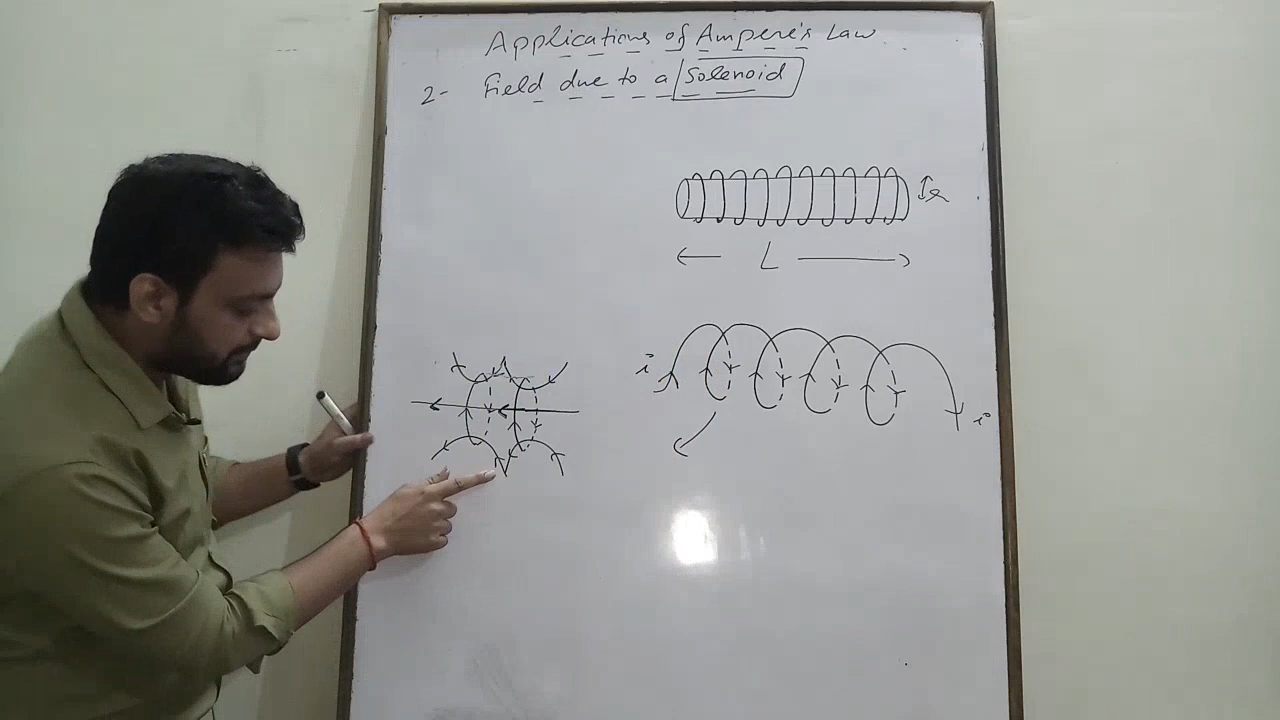 Applications of Ampere's Law
2- Field due to a Solenoid
r
L
i
i